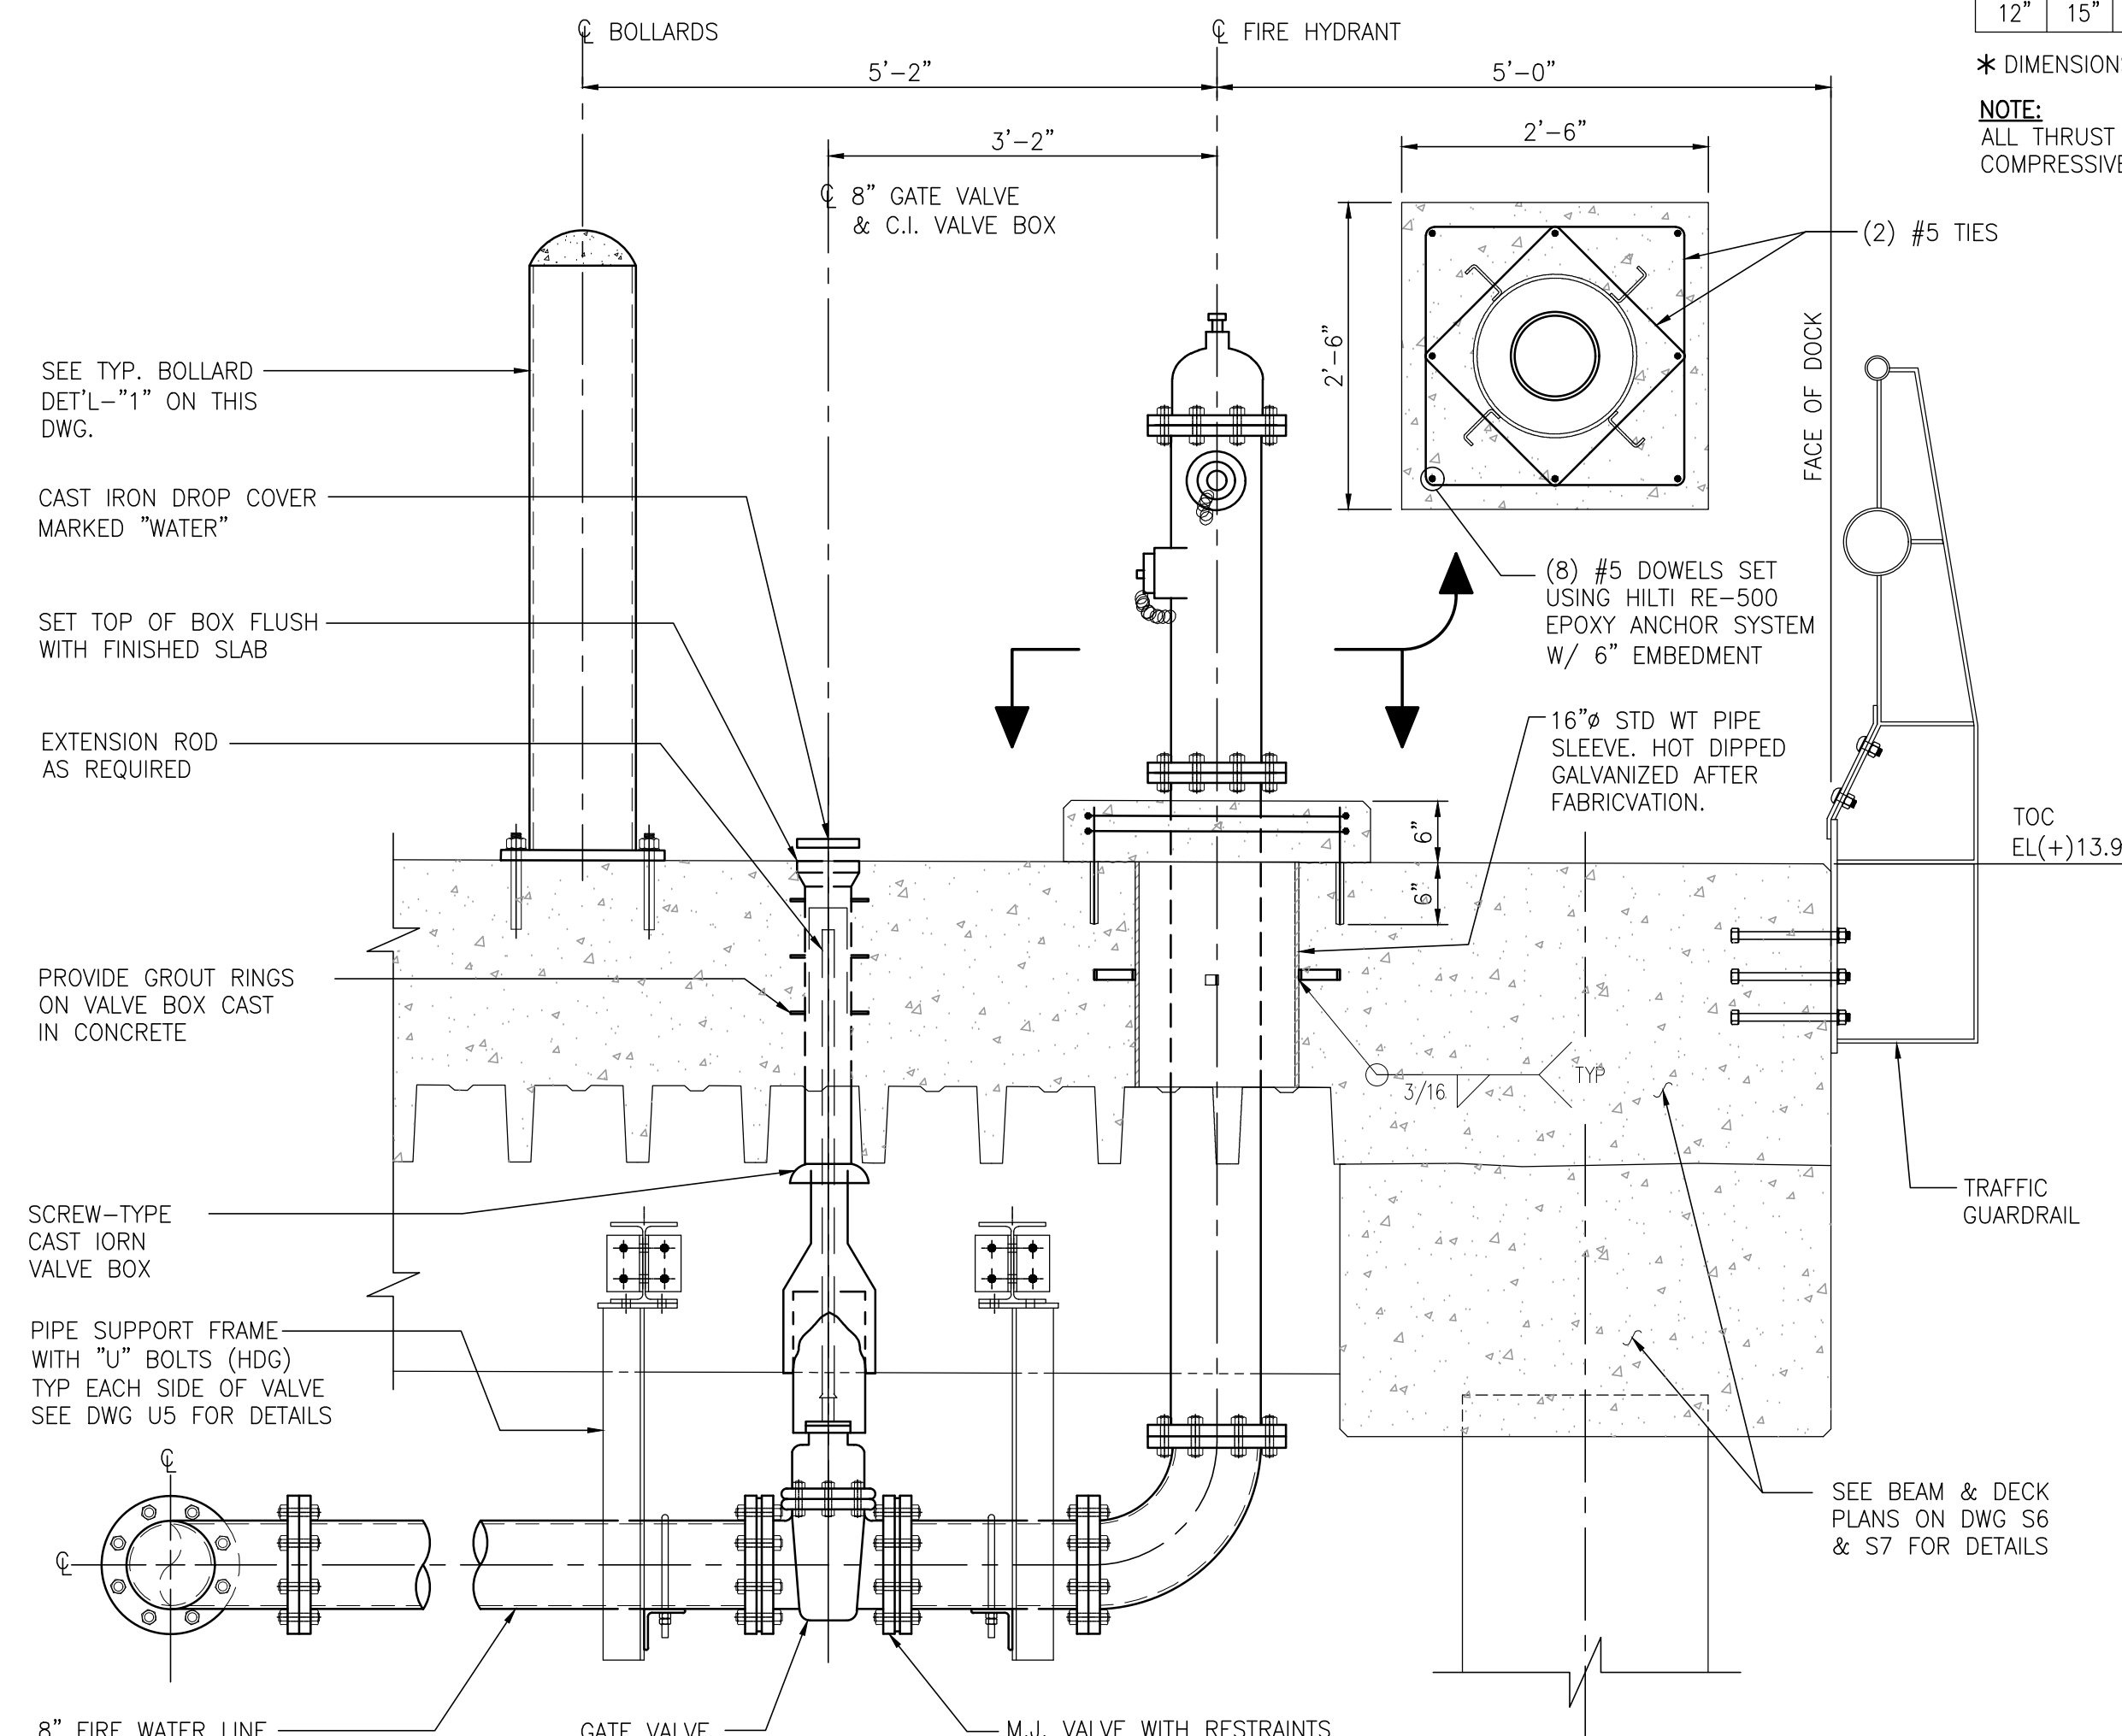 ℄ BOLLARDS
℄ FIRE HYDRANT
12" 15"
5'-2"
5'-0"
* DIMENSIONS
NOTE:
ALL THRUST
COMPRESSIVE
3'-2"
2'-6"
℄ 8" GATE VALVE
& C.I. VALVE BOX
(2) #5 TIES
2'-6"
FACE OF DOCK
SEE TYP. BOLLARD
DET'L-"1" ON THIS
DWG.
CAST IRON DROP COVER
MARKED "WATER"
(8) #5 DOWELS SET
USING HILTI RE-500
EPOXY ANCHOR SYSTEM
W/ 6" EMBEDMENT
SET TOP OF BOX FLUSH
WITH FINISHED SLAB
16"ø STD WT PIPE
SLEEVE. HOT DIPPED
GALVANIZED AFTER
FABRICVATION.
EXTENSION ROD
AS REQUIRED
6"
6"
TOC
EL(+)13.9
PROVIDE GROUT RINGS
ON VALVE BOX CAST
IN CONCRETE
3/16
TYP
TRAFFIC
GUARDRAIL
SCREW-TYPE
CAST IORN
VALVE BOX
PIPE SUPPORT FRAME
WITH "U" BOLTS (HDG)
TYP EACH SIDE OF VALVE
SEE DWG U5 FOR DETAILS
℄
℄
SEE BEAM & DECK
PLANS ON DWG S6
& S7 FOR DETAILS
8" FIRE WATER LINE
GATE VALVE
M.J. VALVE WITH RESTRAINTS